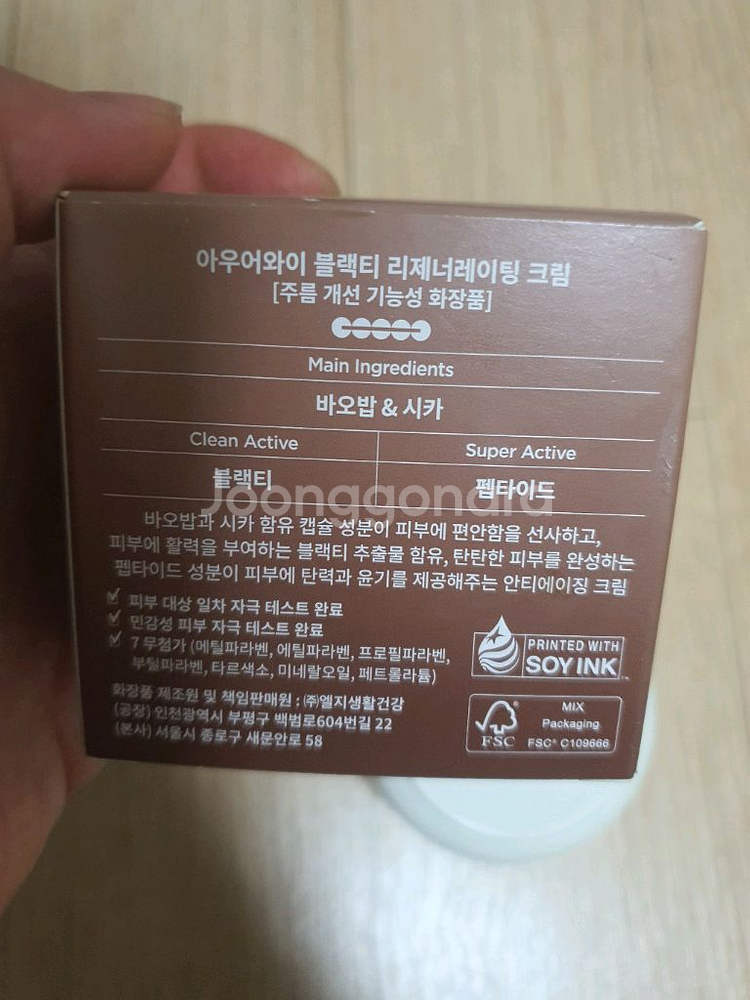 아우어와이 블랙티 리제너레이팅 크림
[주름 개선 기능성 화장품]
Main Ingredients
바오밥 & 시카
Clean Active
Super Active
블랙티
펩타이드
Joonggonara
바오밥과 시카 함유 캡슐 성분이 피부에 편안함을 선사하고,
피부에 활력을 부여하는 블랙티 추출물 함유, 탄탄한 피부를 완성하는
펩타이드 성분이 피부에 탄력과 윤기를 제공해주는 안티에이징 크림
✓ 피부 대상 일차 자극 테스트 완료
✓ 민감성 피부 자극 테스트 완료
✓ 7 무첨가 (메틸파라벤, 에틸파라벤, 프로필파라벤,
부틸파라벤, 타르색소, 미네랄오일, 페트롤라튬)
화장품 제조원 및 책임판매원 : ㈜엘지생활건강
(공장) 인천광역시 부평구 백범로604번길 22
(본사) 서울시 종로구 새문안로 58
PRINTED WITH
SOY INK™
FSC®
MIX
Packaging
FSC® C109666